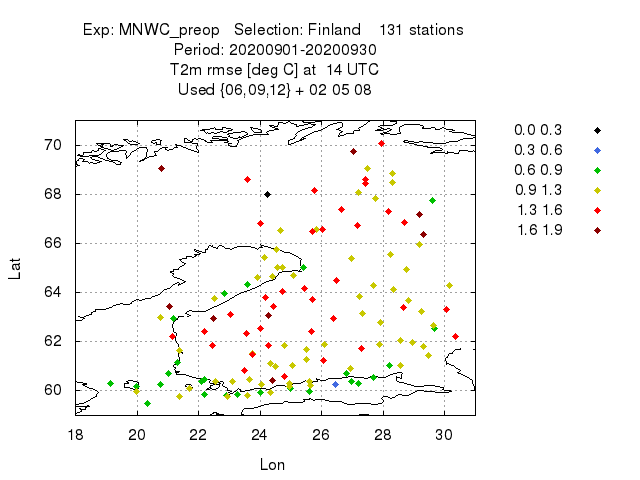 Exp: MNWC_preop Selection: Finland 131 stations
Period: 20200901-20200930
T2m rmse [deg C] at 14 UTC
Used {06,09,12} + 02 05 08
0.0 0.3
0.3 0.6
0.6 0.9
0.9 1.3
1.3 1.6
1.6 1.9
70
68
66
64
62
60
Lat
18 20 22 24 26 28 30
Lon